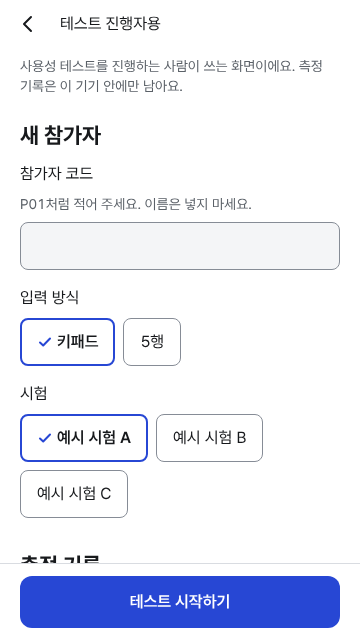 테스트 진행자용
사용성 테스트를 진행하는 사람이 쓰는 화면이에요. 측정
기록은 이 기기 안에만 남아요.
새 참가자
참가자 코드
P01처럼 적어 주세요. 이름은 넣지 마세요.
입력 방식
키패드
5행
시험
예시 시험 A
예시 시험 B
예시 시험 C
테스트 시작하기